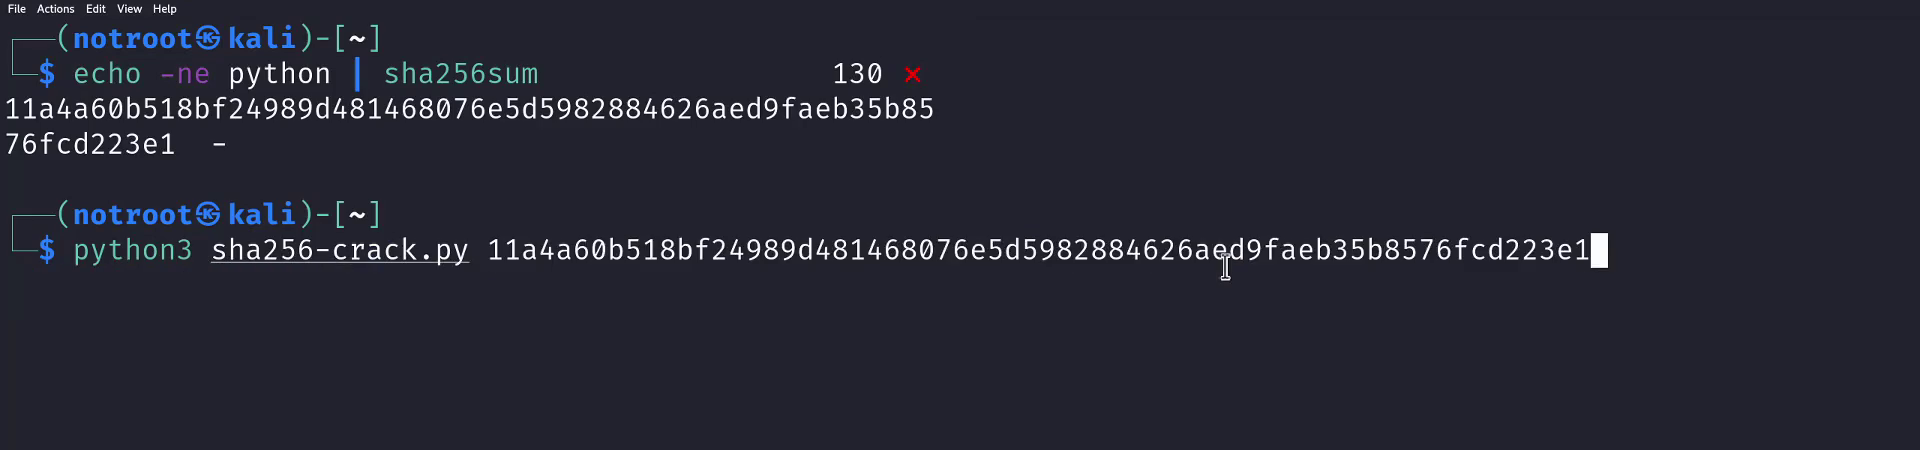 File Actions Edit View Help
(notroot㉿kali)-[~]
$ echo -ne python | sha256sum 130 ⨯
11a4a60b518bf24989d481468076e5d5982884626aed9faeb35b85
76fcd223e1 -
(notroot㉿kali)-[~]
$ python3 sha256-crack.py 11a4a60b518bf24989d481468076e5d5982884626aed9faeb35b8576fcd223e1